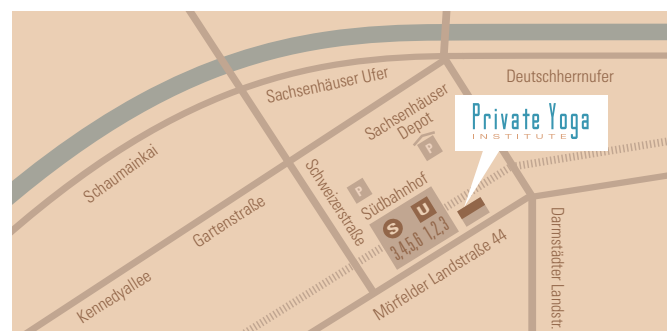 Sachsenhäuser Ufer
Deutschherrnufer
Private Yoga
INSTITUTE
Sachsenhäuser
Depot
P
Schaumainkai
P
Schweizerstraße
Südbahnhof
Gartenstraße
S U
3,4,5,6 1,2,3
Mörfelder Landstraße 44
Darmstädter Landstr.
Kennedyallee